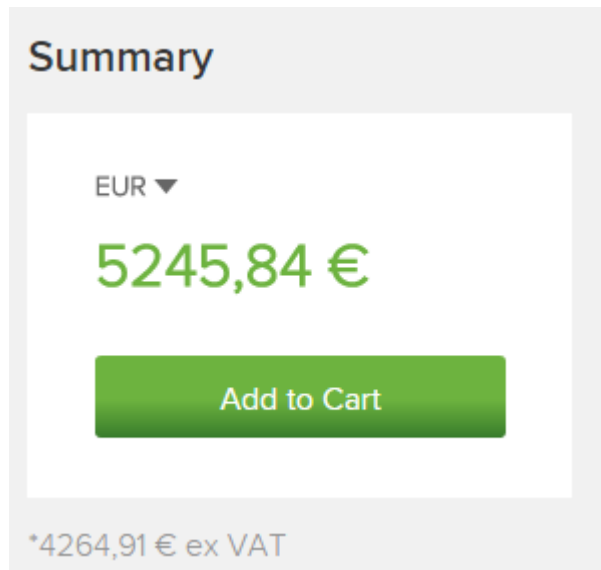 Summary
EUR
5245,84 €
Add to Cart
*4264,91 € ex VAT